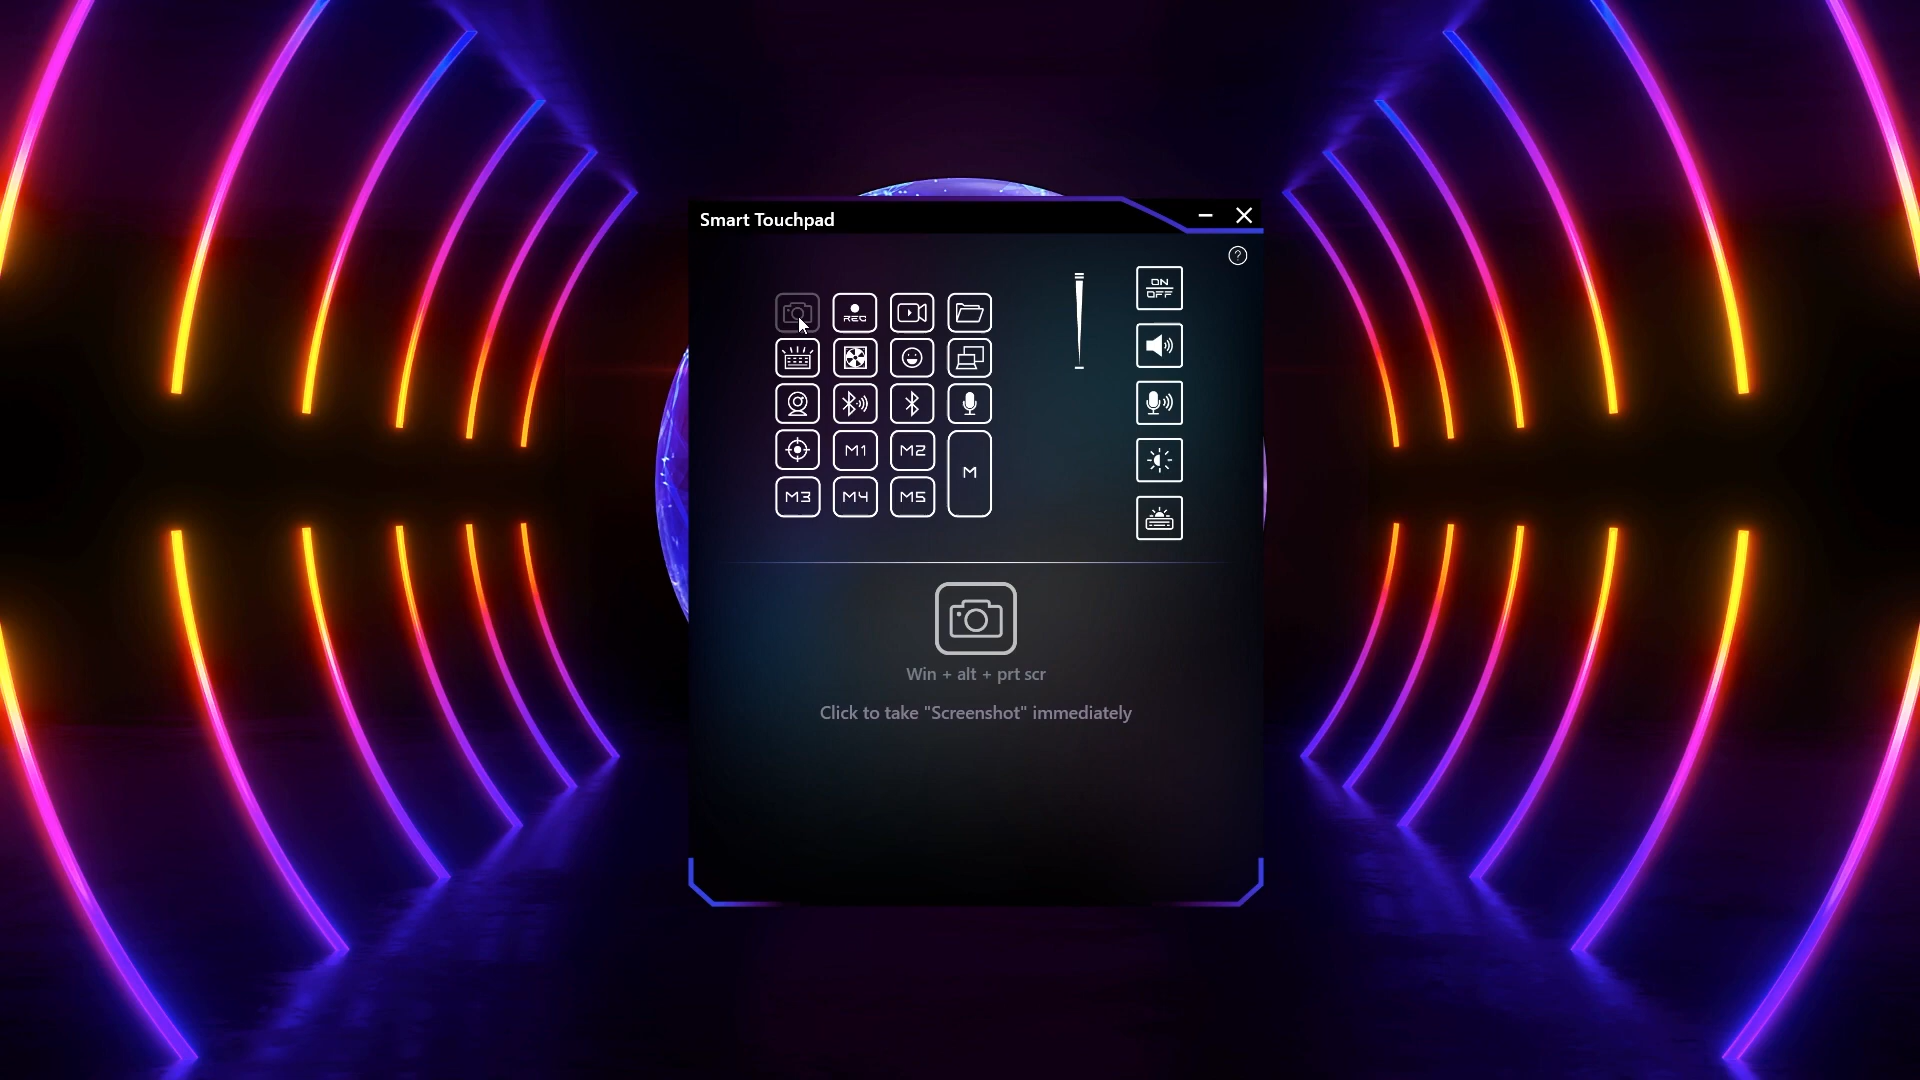 Smart Touchpad
?
ON
OFF
REC
M1
M2
M
M3
M4
M5
Win + alt + prt scr
Click to take "Screenshot" immediately